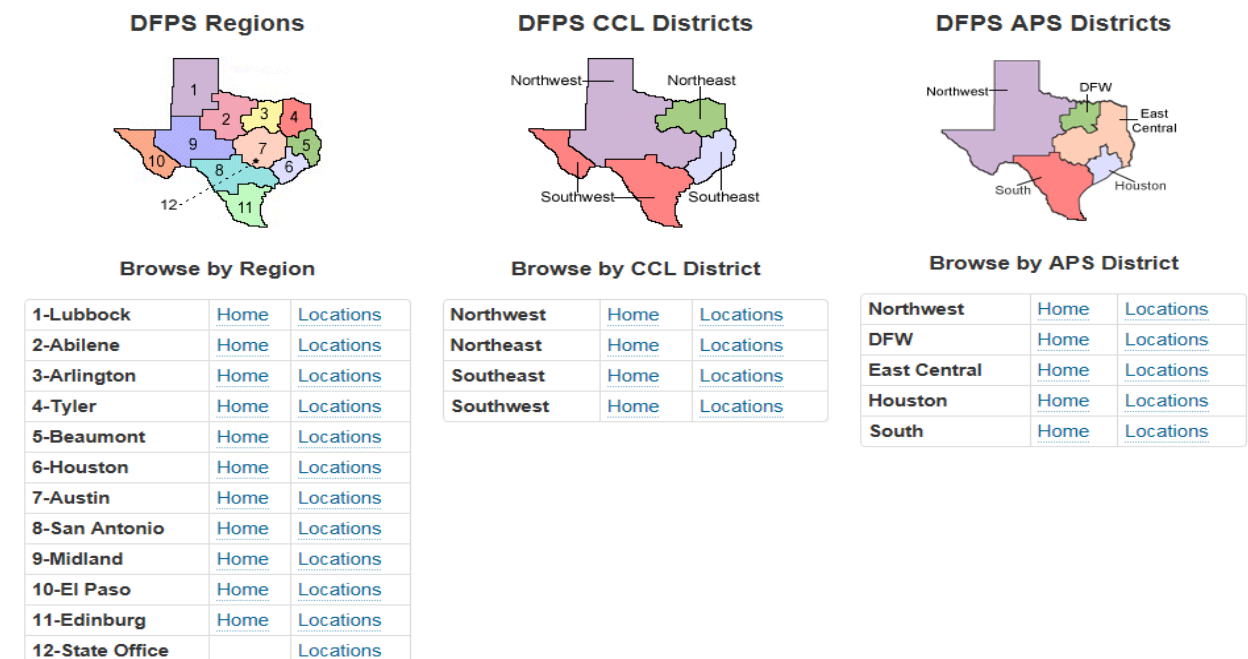 DFPS Regions
1
2
3
4
5
6
7
8
9
10
11
12
Browse by Region
1-Lubbock Home Locations
2-Abilene Home Locations
3-Arlington Home Locations
4-Tyler Home Locations
5-Beaumont Home Locations
6-Houston Home Locations
7-Austin Home Locations
8-San Antonio Home Locations
9-Midland Home Locations
10-El Paso Home Locations
11-Edinburg Home Locations
12-State Office Locations
DFPS CCL Districts
Northwest
Northeast
Southwest
Southeast
Browse by CCL District
Northwest Home Locations
Northeast Home Locations
Southeast Home Locations
Southwest Home Locations
DFPS APS Districts
Northwest
DFW
East
Central
South
Houston
Browse by APS District
Northwest Home Locations
DFW Home Locations
East Central Home Locations
Houston Home Locations
South Home Locations